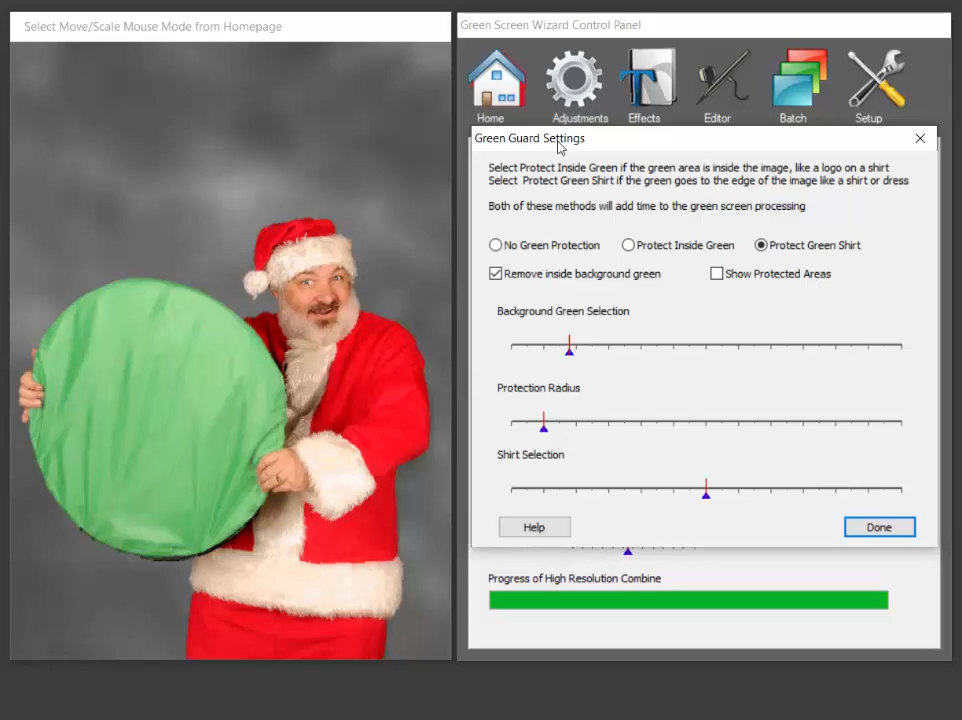 Select Move/Scale Mouse Mode from Homepage
Green Screen Wizard Control Panel
Home Adjustments Effects Editor Batch Setup
Green Guard Settings
Select Protect Inside Green if the green area is inside the image, like a logo on a shirt
Select Protect Green Shirt if the green goes to the edge of the image like a shirt or dress
Both of these methods will add time to the green screen processing
No Green Protection Protect Inside Green Protect Green Shirt
Remove inside background green Show Protected Areas
Background Green Selection
Protection Radius
Shirt Selection
Help Done
Progress of High Resolution Combine